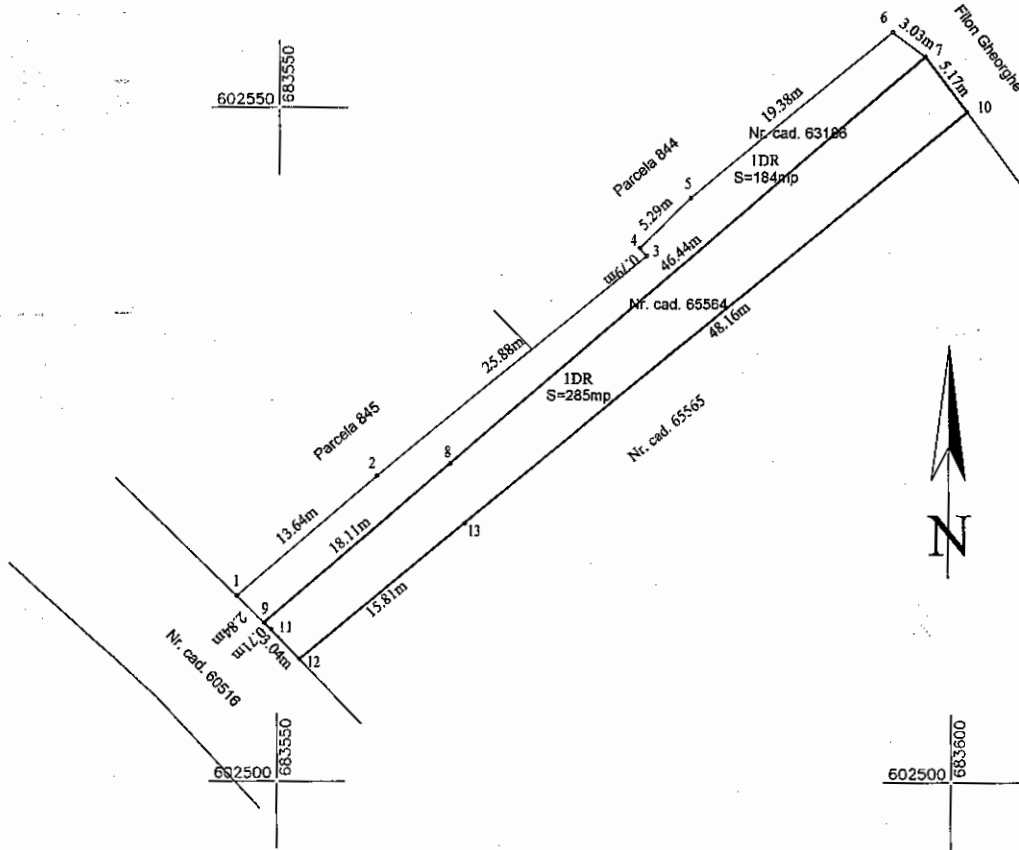 6
3.03m
7
Filon Gheorghe
5.17m
10
683550
602550
19.38m
Nr. cad. 63186
1DR
S=184mp
Parcela 844
5
5.29m
4
3
0.79m
46.44m
Nr. cad. 65564
48.16m
25.88m
1DR
S=285mp
Nr. cad. 65565
Parcela 845
2
8
13.64m
18.11m
13
N
1
15.81m
9
11
2.84m
0.71m
3.04m
12
Nr. cad. 60516
683550
602500
683600
602500